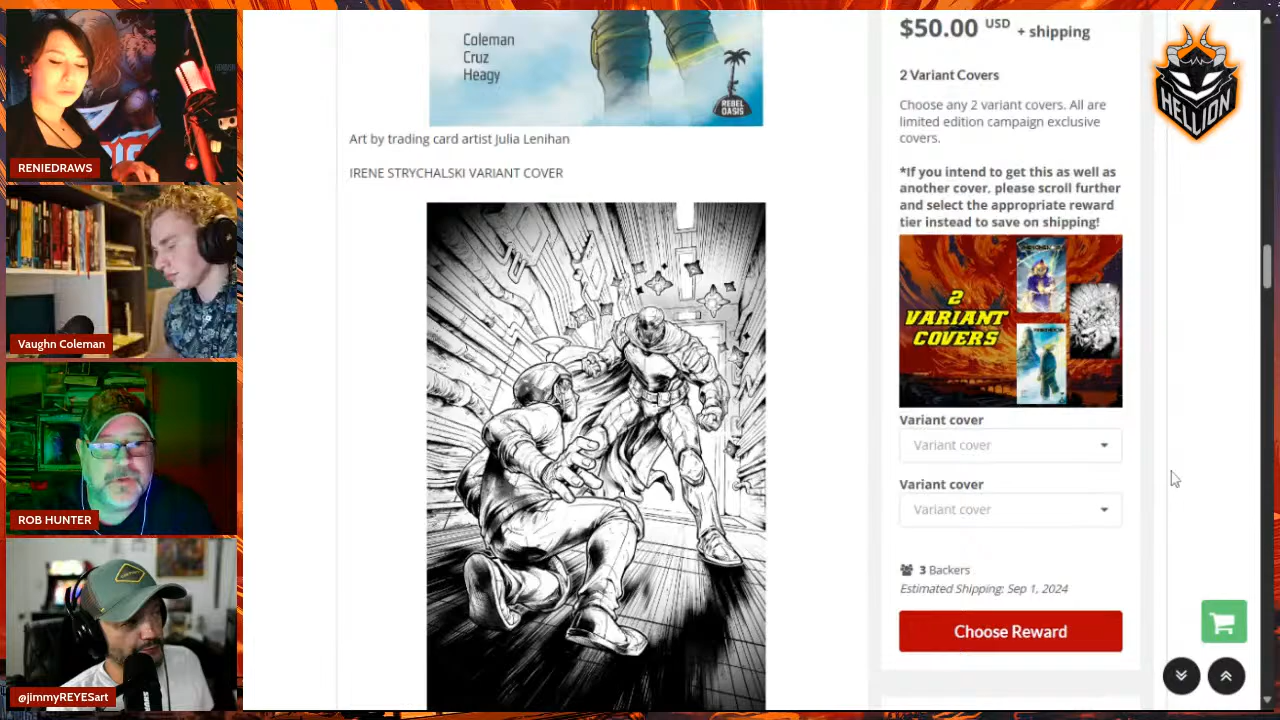 RENIEDRAWS
Vaughn Coleman
ROB HUNTER
@jimmyREYESart
Coleman
Cruz
Heagy
REBEL
OASIS
Art by trading card artist Julia Lenihan
IRENE STRYCHALSKI VARIANT COVER
$50.00 USD + shipping
2 Variant Covers
Choose any 2 variant covers. All are
limited edition campaign exclusive
covers.
*If you intend to get this as well as
another cover, please scroll further
and select the appropriate reward
tier instead to save on shipping!
2
VARIANT
COVERS
Variant cover
Variant cover
Variant cover
Variant cover
3 Backers
Estimated Shipping: Sep 1, 2024
Choose Reward
HELLION